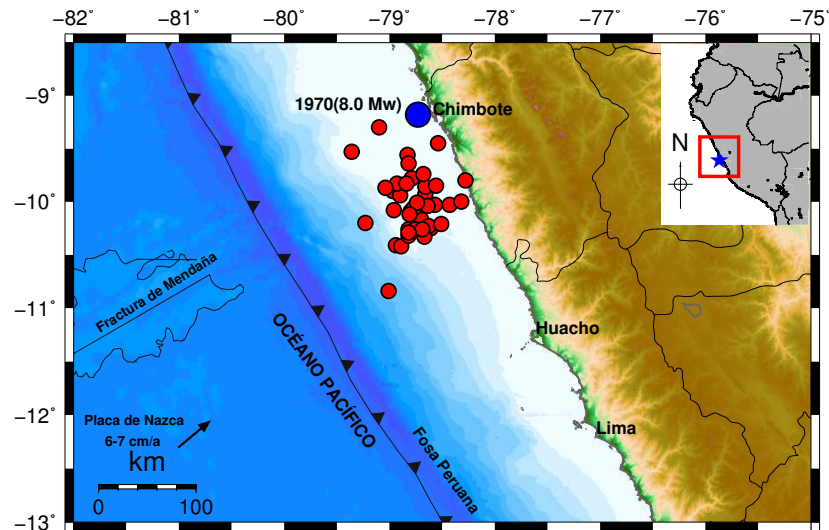 −82° −81° −80° −79° −78° −77° −76° −75°
−9°
−10°
−11°
−12°
−13°
1970(8.0 Mw)
Chimbote
N
Fractura de Mendaña
Huacho
OCÉANO PACÍFICO
Lima
Placa de Nazca
6-7 cm/a
Fosa Peruana
km
0 100